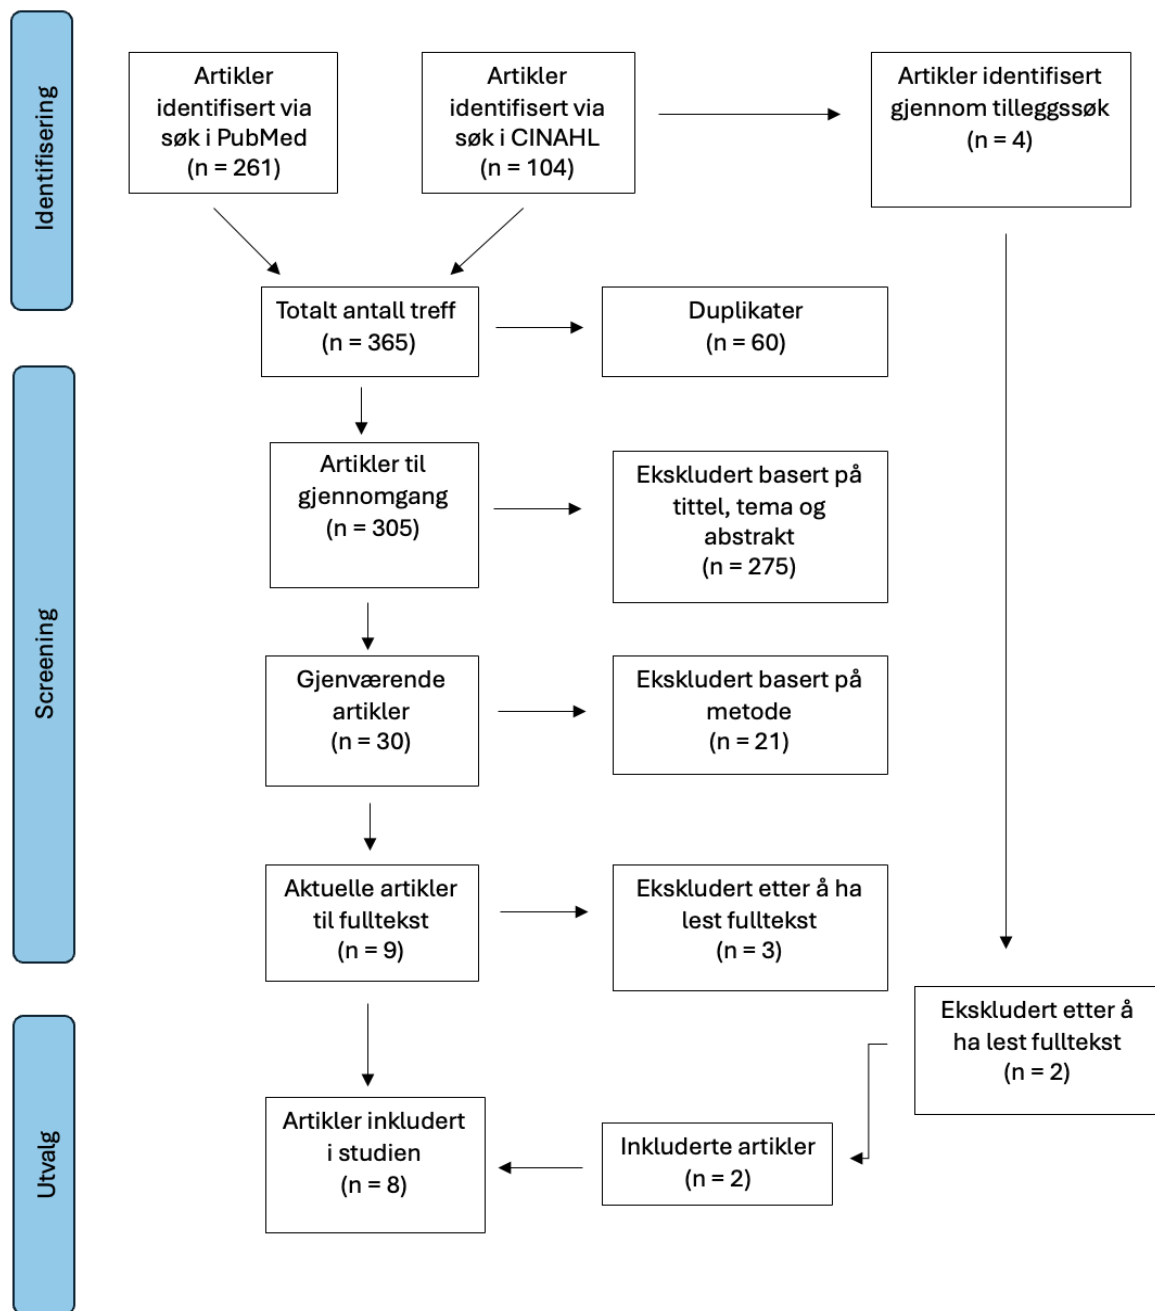 Identifisering
Artikler
identifisert via
søk i PubMed
(n = 261)
Artikler
identifisert via
søk i CINAHL
(n = 104)
Artikler identifisert
gjennom tilleggssøk
(n = 4)
Totalt antall treff
(n = 365)
Duplikater
(n = 60)
Screening
Artikler til
gjennomgang
(n = 305)
Ekskludert basert på
tittel, tema og
abstrakt
(n = 275)
Gjenværende
artikler
(n = 30)
Ekskludert basert på
metode
(n = 21)
Aktuelle artikler
til fulltekst
(n = 9)
Ekskludert etter å ha
lest fulltekst
(n = 3)
Ekskludert etter å
ha lest fulltekst
(n = 2)
Utvalg
Artikler inkludert
i studien
(n = 8)
Inkluderte artikler
(n = 2)